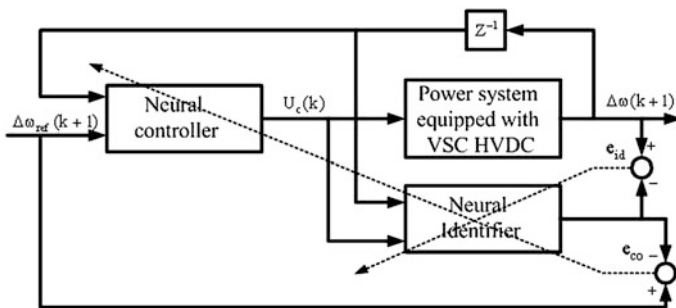 Z⁻¹
Neural
controller
U_c(k)
Power system
equipped with
VSC HVDC
Δω(k+1)
Δω_ref (k+1)
e_id
+
−
Neural
Identifier
e_co
−
+